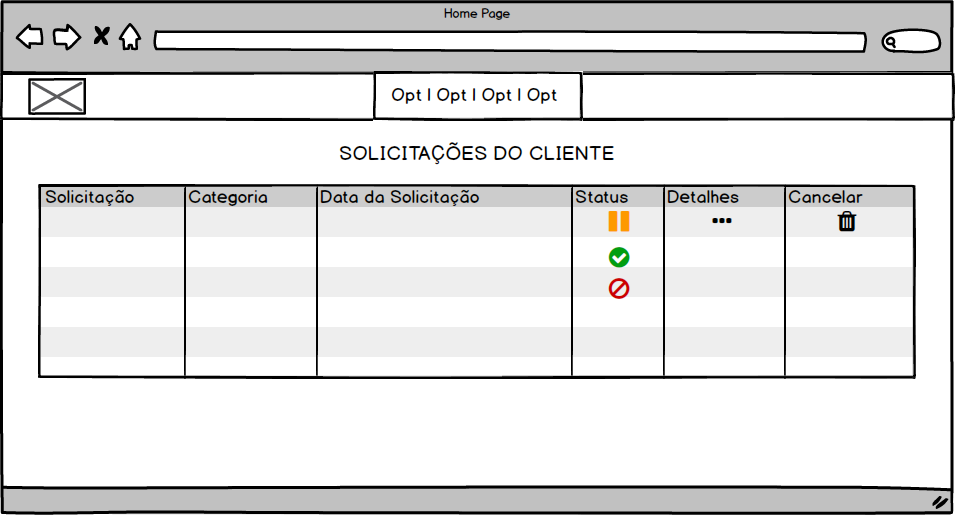 Home Page
Opt | Opt | Opt | Opt
SOLICITAÇÕES DO CLIENTE
Solicitação Categoria Data da Solicitação Status Detalhes Cancelar